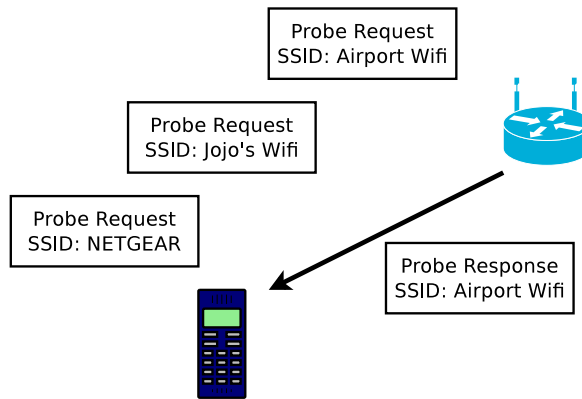 Probe Request
SSID: Airport Wifi
Probe Request
SSID: Jojo's Wifi
Probe Request
SSID: NETGEAR
Probe Response
SSID: Airport Wifi